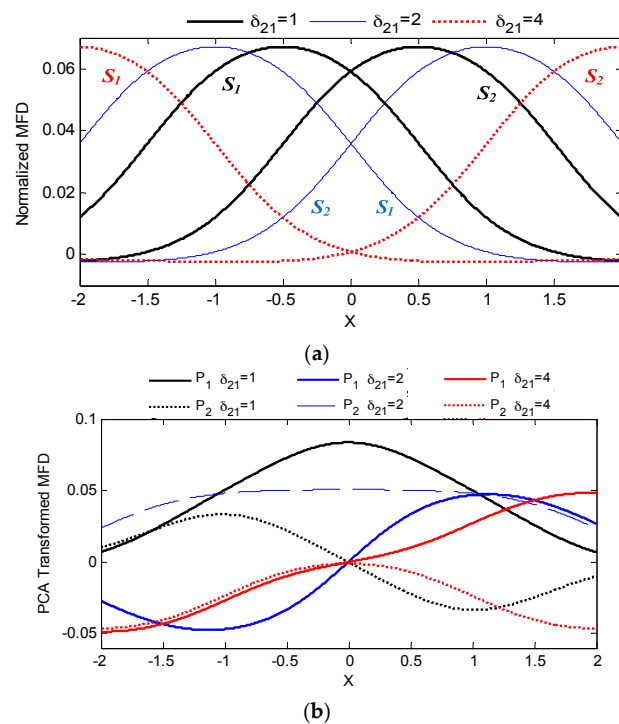 δ21=1 δ21=2 δ21=4
Normalized MFD
0.06
0.04
0.02
0
S1 S1 S2 S2
S2 S1
-2 -1.5 -1 -0.5 0 0.5 1 1.5
X
(a)
P1 δ21=1 P1 δ21=2 P1 δ21=4
P2 δ21=1 P2 δ21=2 P2 δ21=4
PCA Transformed MFD
0.1
0.05
0
-0.05
-2 -1.5 -1 -0.5 0 0.5 1 1.5 2
X
(b)